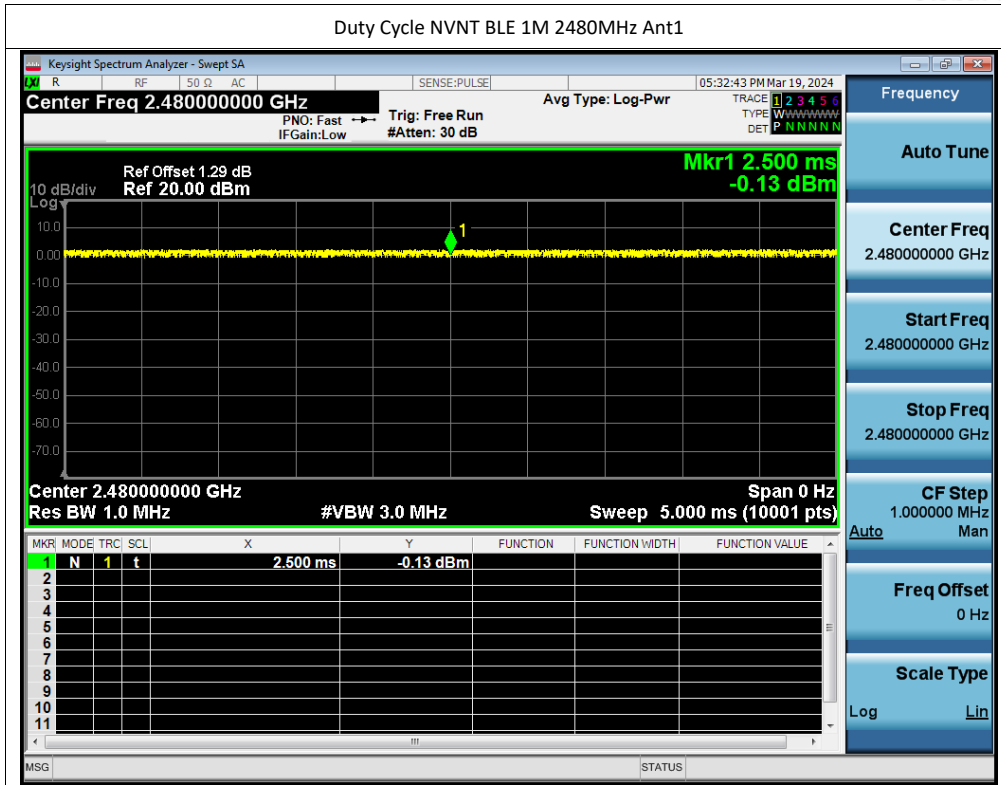 Duty Cycle NVNT BLE 1M 2480MHz Ant1
Keysight Spectrum Analyzer - Swept SA
LXI R RF 50 Ω AC SENSE:PULSE 05:32:43 PM Mar 19, 2024
Center Freq 2.480000000 GHz
PNO: Fast
IFGain:Low
Trig: Free Run
#Atten: 30 dB
Avg Type: Log-Pwr
TRACE 1 2 3 4 5 6
TYPE WWWWWW
DET P N N N N N
Ref Offset 1.29 dB
10 dB/div Ref 20.00 dBm
Log
Mkr1 2.500 ms
-0.13 dBm
10.0
0.00
-10.0
-20.0
-30.0
-40.0
-50.0
-60.0
-70.0
1
Center 2.480000000 GHz Span 0 Hz
Res BW 1.0 MHz #VBW 3.0 MHz Sweep 5.000 ms (10001 pts)
MKR MODE TRC SCL X Y FUNCTION FUNCTION WIDTH FUNCTION VALUE
1 N 1 t 2.500 ms -0.13 dBm
2
3
4
5
6
7
8
9
10
11
MSG STATUS
Frequency
Auto Tune
Center Freq
2.480000000 GHz
Start Freq
2.480000000 GHz
Stop Freq
2.480000000 GHz
CF Step
1.000000 MHz
Auto Man
Freq Offset
0 Hz
Scale Type
Log Lin